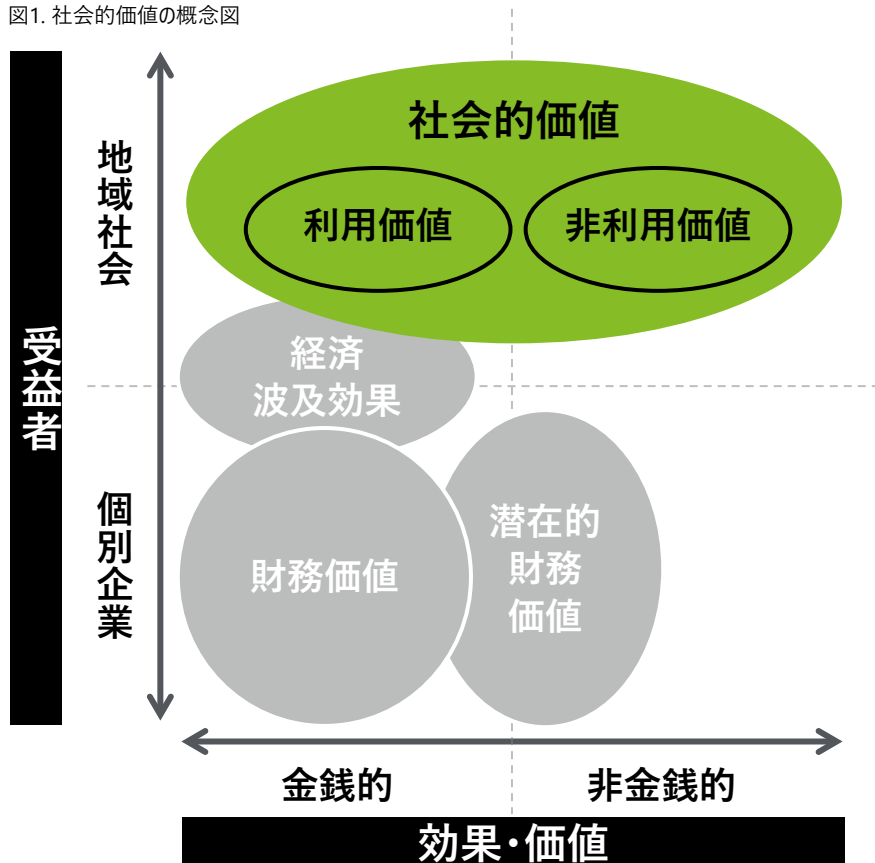 図1. 社会的価値の概念図
社会的価値
利用価値
非利用価値
地域社会
受益者
経済
波及効果
個別企業
財務価値
潜在的
財務
価値
金銭的
非金銭的
効果・価値